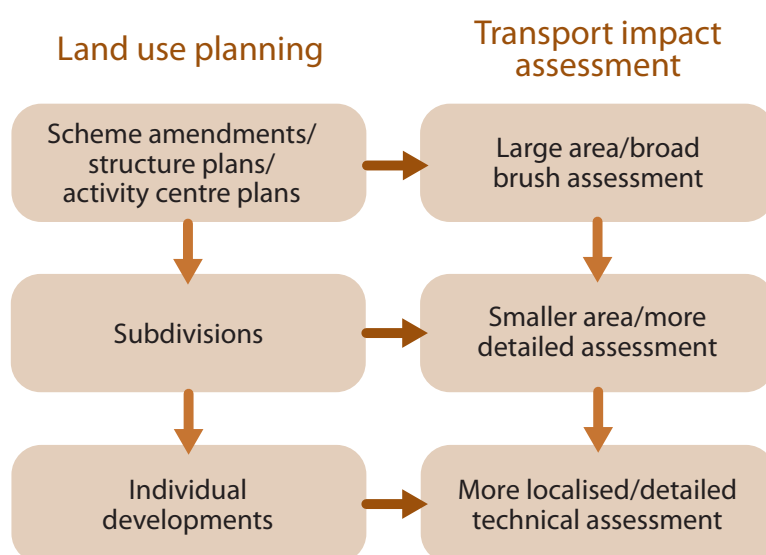 Land use planning
Transport impact
assessment
Scheme amendments/
structure plans/
activity centre plans
Large area/broad
brush assessment
Subdivisions
Smaller area/more
detailed assessment
Individual
developments
More localised/detailed
technical assessment